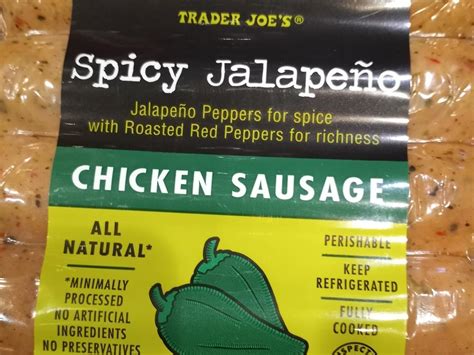 TRADER JOE'S®
Spicy Jalapeño
Jalapeño Peppers for spice
with Roasted Red Peppers for richness
CHICKEN SAUSAGE
ALL
NATURAL*
*MINIMALLY
PROCESSED
NO ARTIFICIAL
INGREDIENTS
NO PRESERVATIVES
PERISHABLE
KEEP
REFRIGERATED
FULLY
COOKED